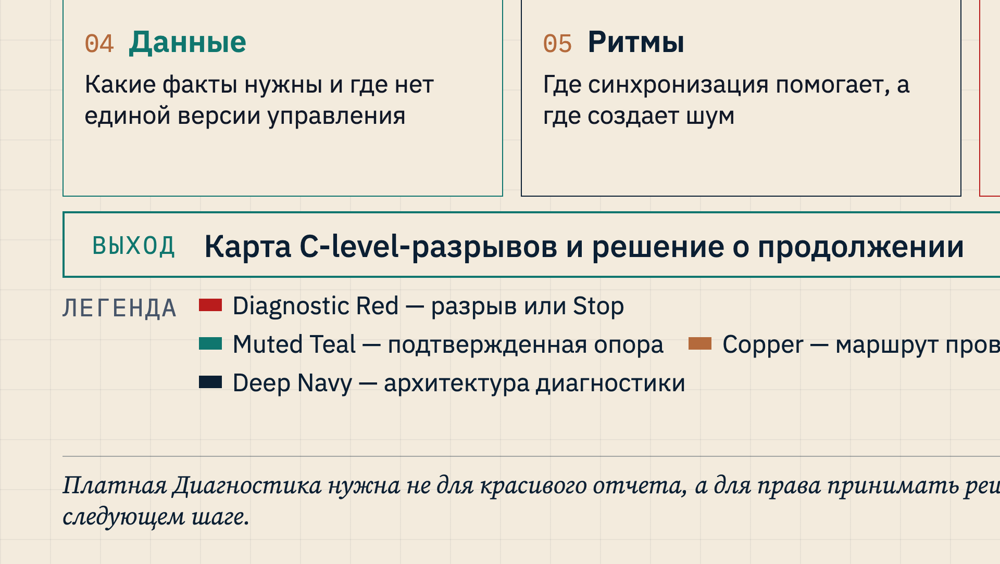 04 Данные
Какие факты нужны и где нет
единой версии управления
05 Ритмы
Где синхронизация помогает, а
где создает шум
ВЫХОД Карта C-level-разрывов и решение о продолжении
ЛЕГЕНДА
Diagnostic Red — разрыв или Stop
Muted Teal — подтвержденная опора
Copper — маршрут
Deep Navy — архитектура диагностики
Платная Диагностика нужна не для красивого отчета, а для права принимать
следующем шаге.